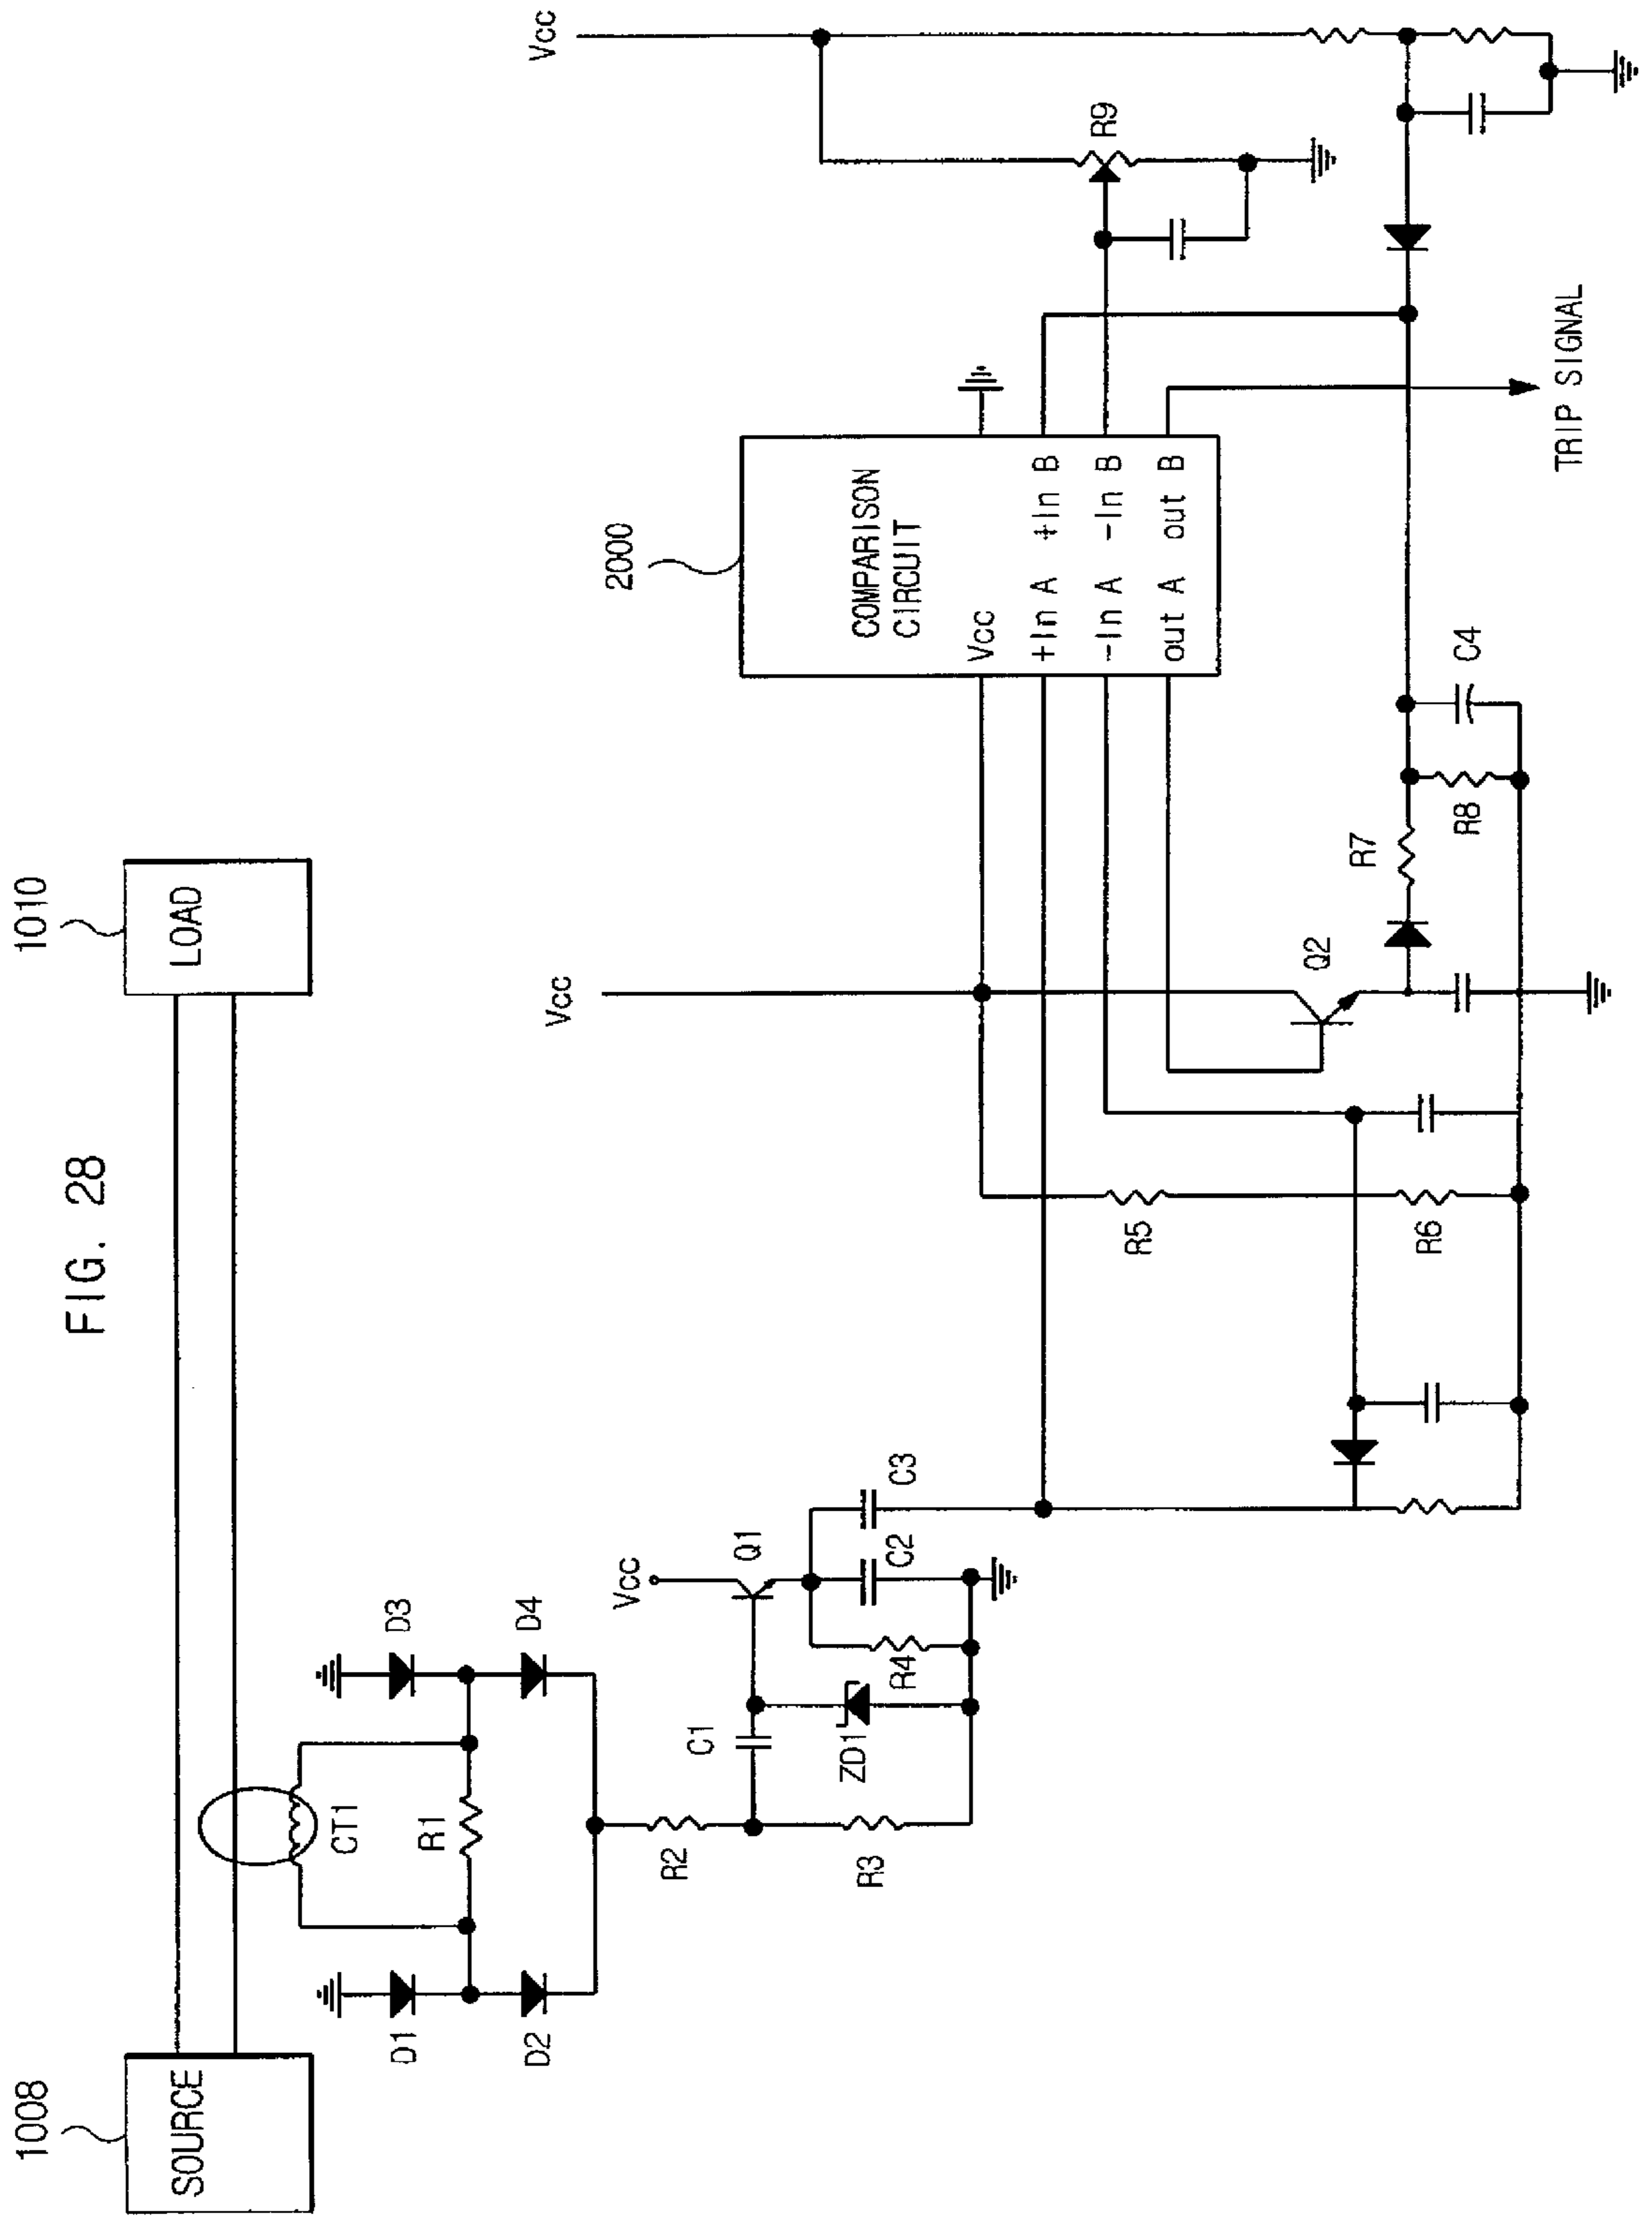 FIG. 28
1008
SOURCE
1010
LOAD
CT1
R1
D1
D3
D2
D4
R2
Vcc
Q1
C1
ZD1
R3
R4
C2
C3
Vcc
R5
R6
Q2
R7
R8
C4
2000
COMPARISON
CIRCUIT
Vcc
+In A +In B
-In A -In B
out A out B
Vcc
R9
TRIP SIGNAL